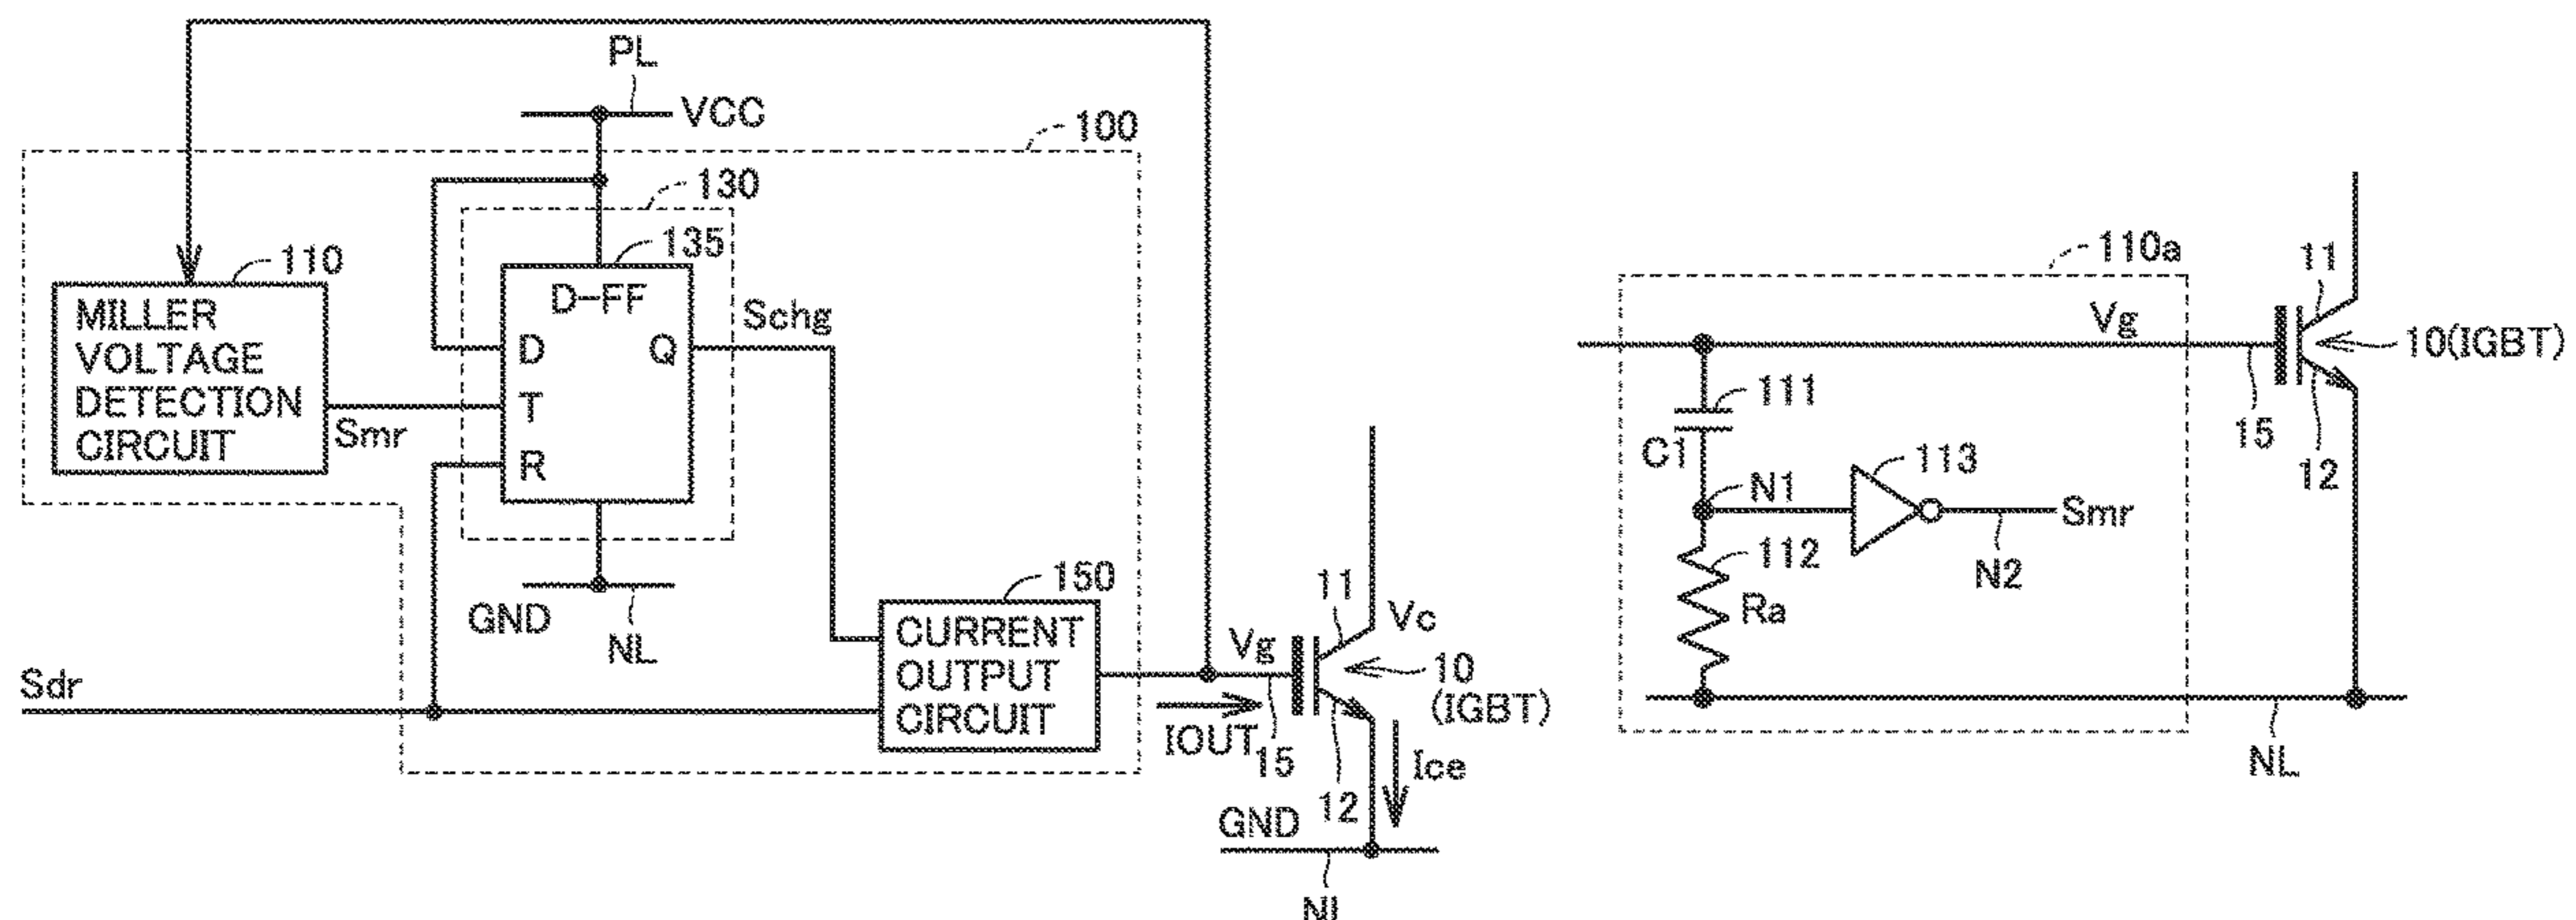 PL
VCC
100
130
135
110
MILLER
VOLTAGE
DETECTION
CIRCUIT
Smr
D-FF
D
T
R
Q
Schg
GND
NL
Sdr
150
CURRENT
OUTPUT
CIRCUIT
Vg
IOUT
15
11
Vc
10
(IGBT)
12
Ice
GND
NL
110a
11
Vg
10(IGBT)
111
C1
15
12
N1
113
Smr
N2
112
Ra
NL